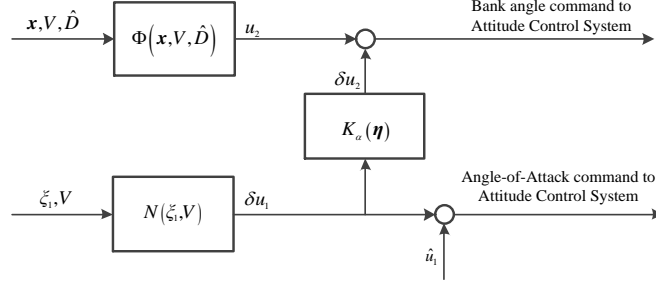 Bank angle command to
Attitude Control System
x,V,D̂
Φ(x,V,D̂)
u₂
δu₂
Kα(η)
Angle-of-Attack command to
Attitude Control System
ξ₁,V
N(ξ₁,V)
δu₁
û₁